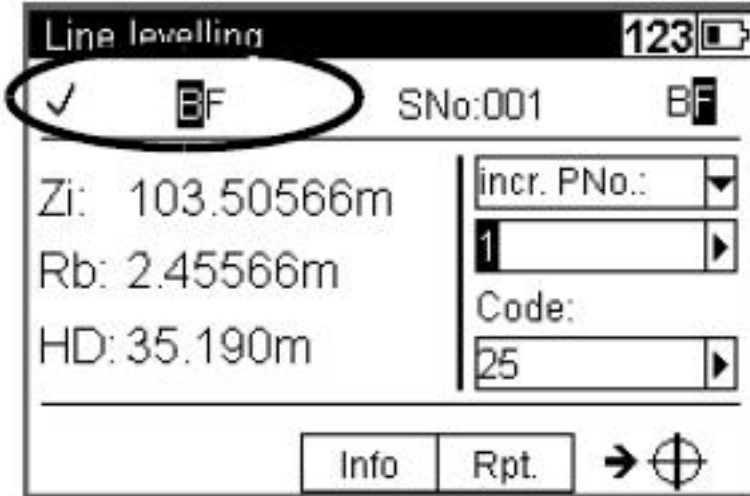 Line levelling 123
BF SNo:001 BF
Zi: 103.50566m
Rb: 2.45566m
HD: 35.190m
incr. PNo.:
1
Code:
25
Info Rpt.